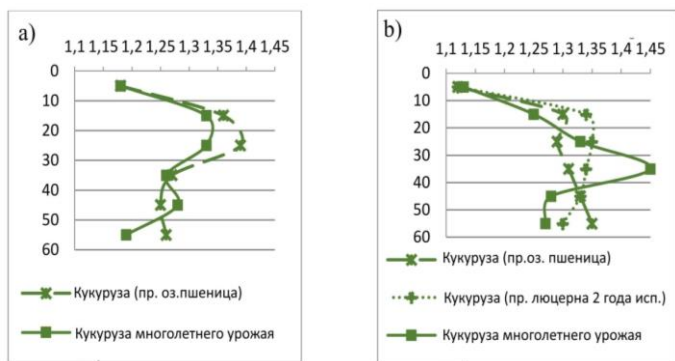 a)
1,1 1,15 1,2 1,25 1,3 1,35 1,4 1,45
0
10
20
30
40
50
60
Кукуруза (пр. оз.пшеница)
Кукуруза многолетнего урожая
b)
1,1 1,15 1,2 1,25 1,3 1,35 1,4 1,45
0
10
20
30
40
50
60
Кукуруза (пр.оз. пшеница)
Кукуруза (пр. люцерна 2 года исп.)
Кукуруза многолетнего урожая